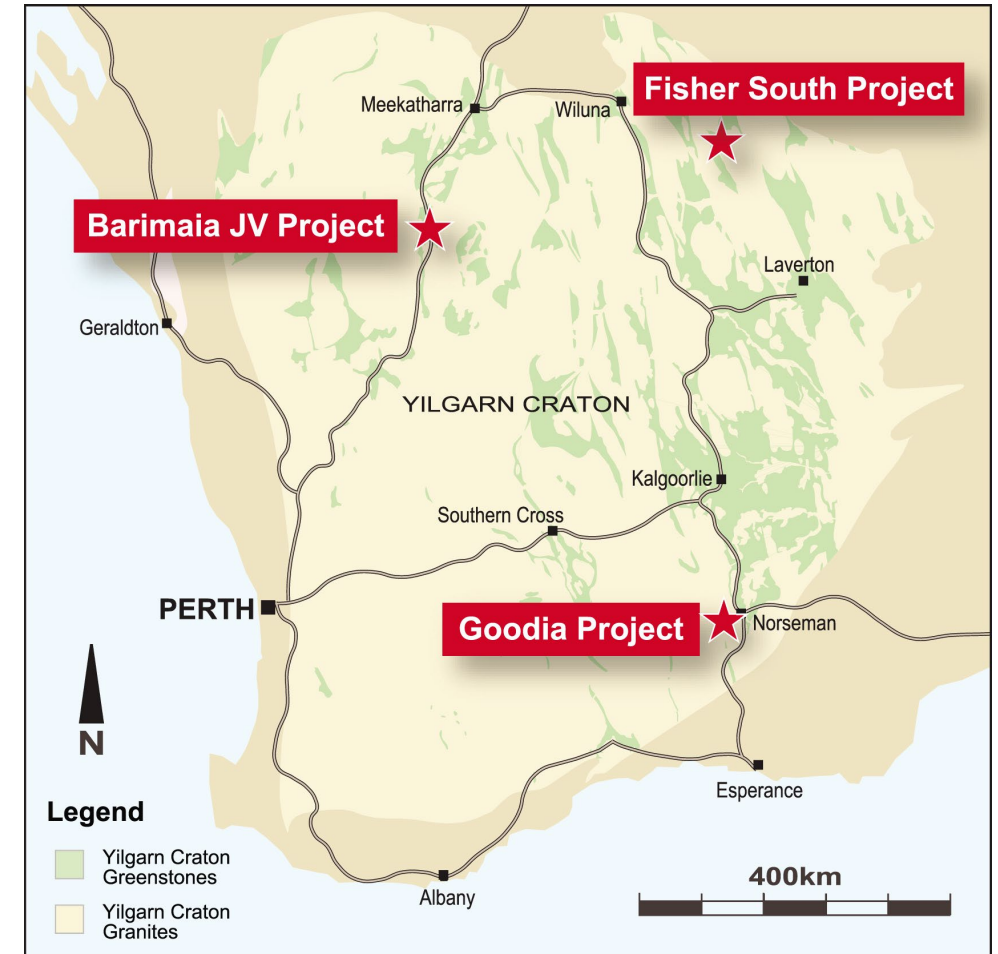 Fisher South Project
Meekatharra
Wiluna
Barimaia JV Project
Laverton
Geraldton
YILGARN CRATON
Kalgoorlie
Southern Cross
PERTH
Goodia Project
Norseman
N
Esperance
Legend
Yilgarn Craton
Greenstones
Yilgarn Craton
Granites
Albany
400km